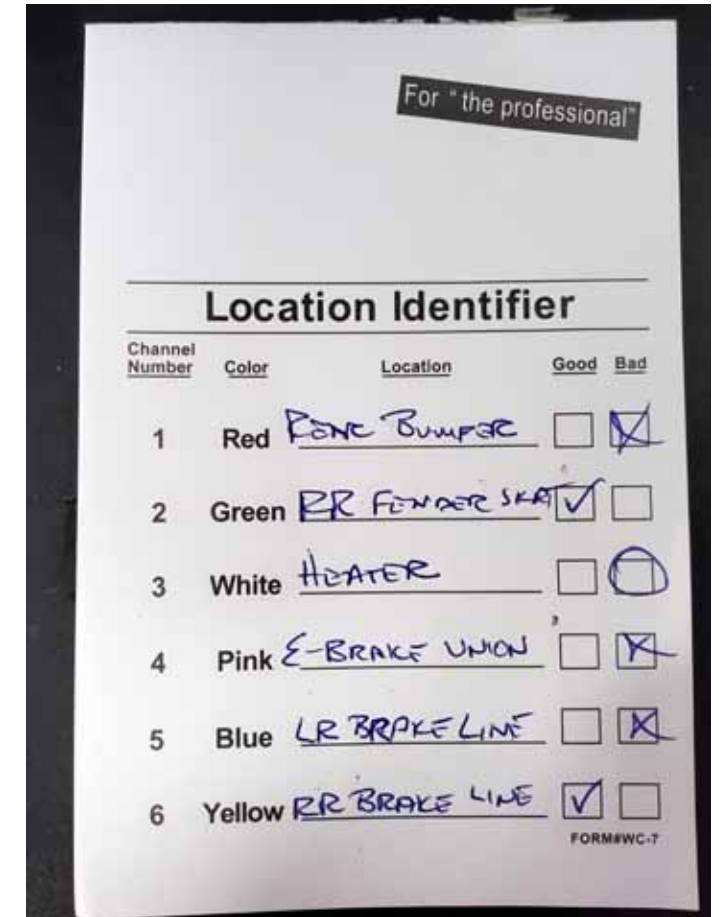 For “the professional”
Location Identifier
Channel Number Color Location Good Bad
1 Red Bumper
2 Green RR FENDER SKRT
3 White HEATER
4 Pink E-BRAKE UNION
5 Blue LR BRAKE LINE
6 Yellow RR BRAKE LINE
FORM#WC-7